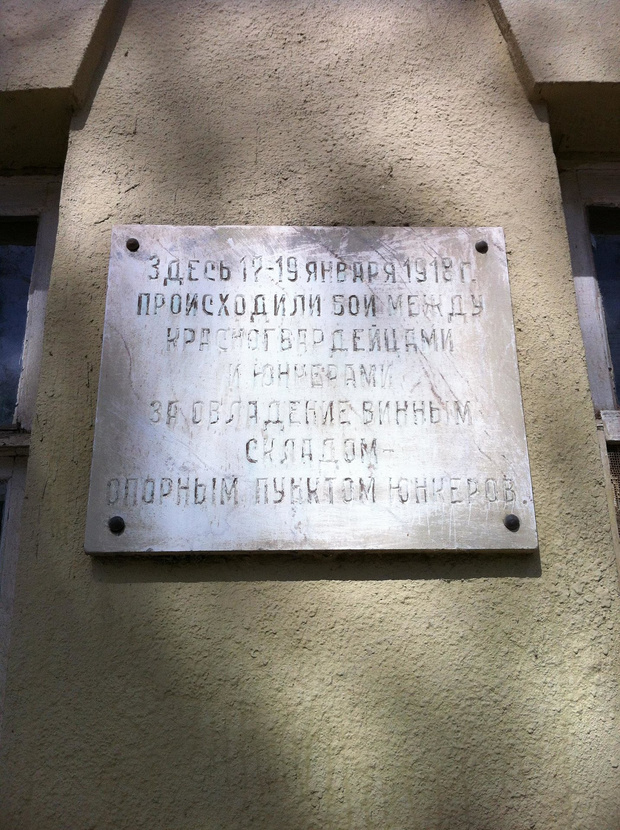 ЗДЕСЬ 17-19 ЯНВАРЯ 1918 Г.
ПРОИСХОДИЛИ БОИ МЕЖДУ
КРАСНОГВАРДЕЙЦАМИ
И ЮНКЕРАМИ
ЗА ОВЛАДЕНИЕ ВИННЫМ
СКЛАДОМ-
ОПОРНЫМ ПУНКТОМ ЮНКЕРОВ.